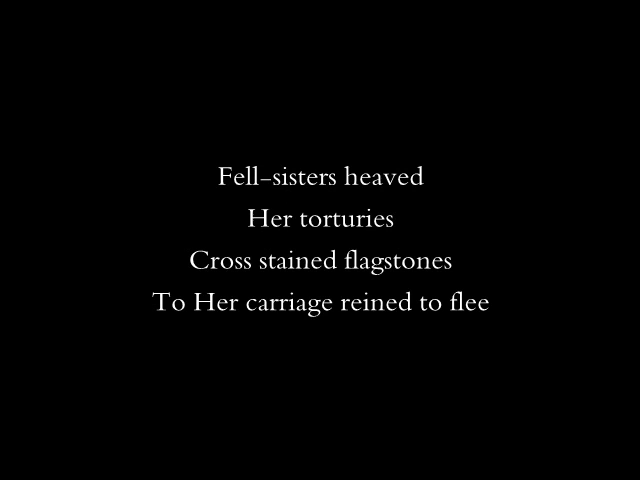 Fell-sisters heaved
Her torturies
Cross stained flagstones
To Her carriage reined to flee